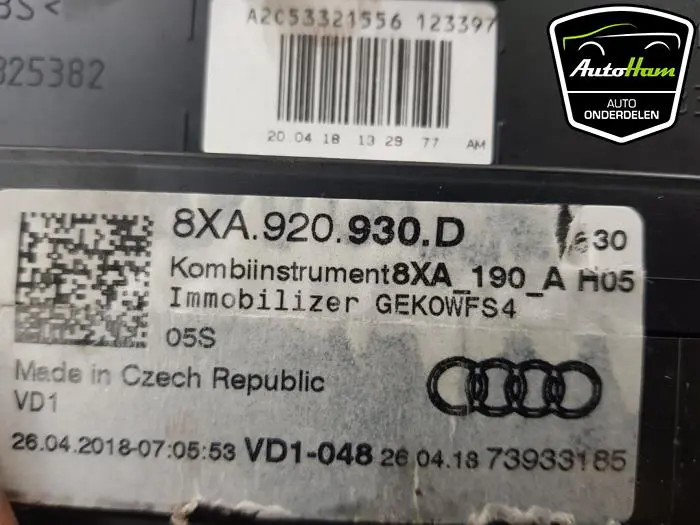 BS<
A2C53321556 123397
825382
20.04.18 13 29 77 AM
AutoHam
AUTO
ONDERDELEN
8XA.920.930.D
630
Kombiinstrument8XA_190_A H05
Immobilizer GEKOWFS4
05S
Made in Czech Republic
VD1
26.04.2018-07:05:53 VD1-048 26.04.18 73933185